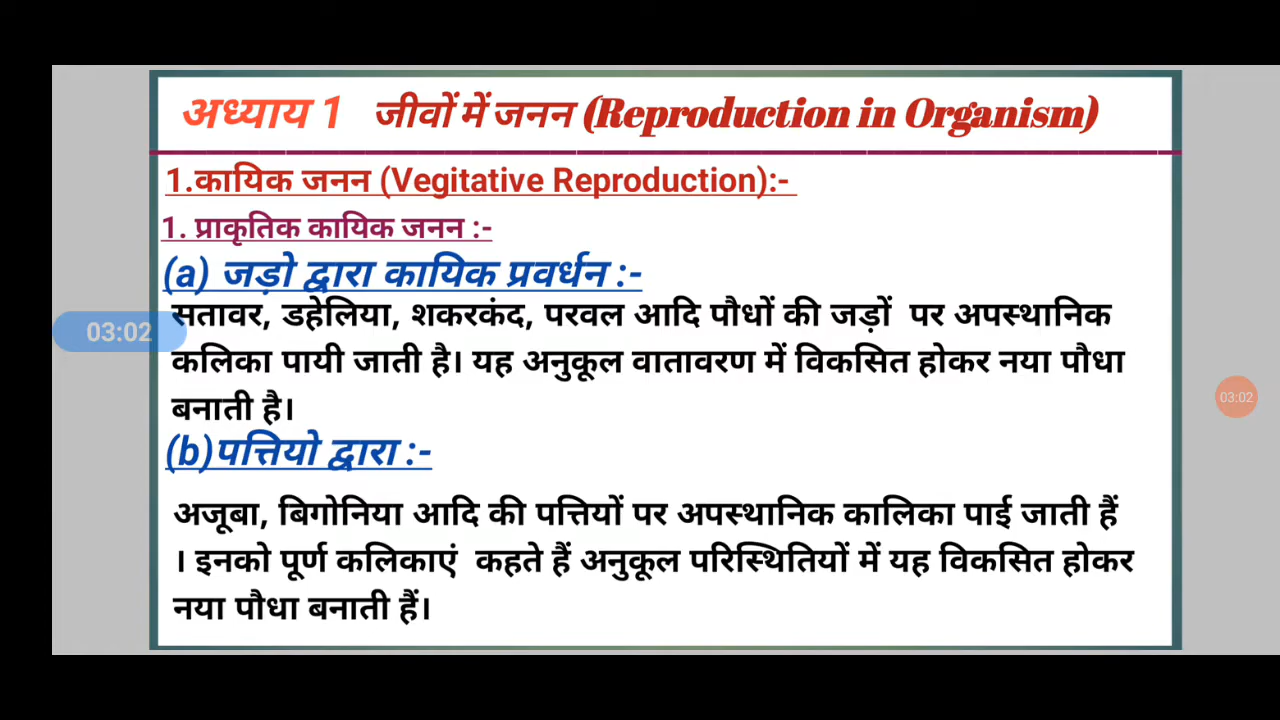 अध्याय 1 जीवों में जनन (Reproduction in Organism)
1.कायिक जनन (Vegitative Reproduction):-
1. प्राकृतिक कायिक जनन :-
(a) जड़ो द्वारा कायिक प्रवर्धन :-
सतावर, डहेलिया, शकरकंद, परवल आदि पौधों की जड़ों पर अपस्थानिक
03:02
कलिका पायी जाती है। यह अनुकूल वातावरण में विकसित होकर नया पौधा
03:02
बनाती है।
(b)पत्तियो द्वारा :-
अजूबा, बिगोनिया आदि की पत्तियों पर अपस्थानिक कालिका पाई जाती हैं
। इनको पूर्ण कलिकाएं कहते हैं अनुकूल परिस्थितियों में यह विकसित होकर
नया पौधा बनाती हैं।